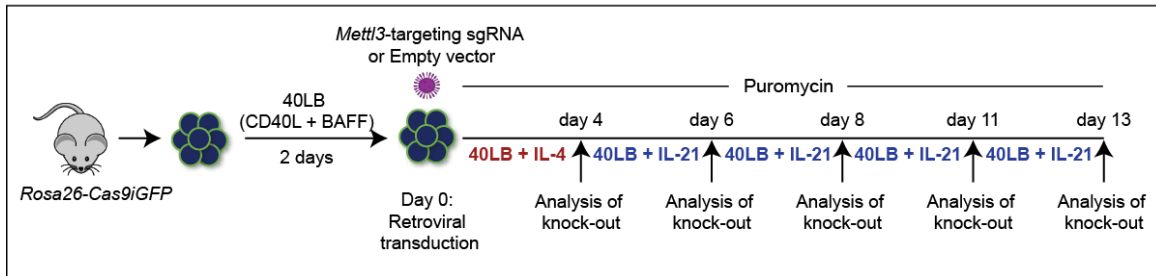 Mettl3-targeting sgRNA
or Empty vector
Puromycin
40LB
(CD40L + BAFF)
2 days
day 4
day 6
day 8
day 11
day 13
40LB + IL-4
40LB + IL-21
40LB + IL-21
40LB + IL-21
40LB + IL-21
Rosa26-Cas9iGFP
Day 0:
Retroviral
transduction
Analysis of
knock-out
Analysis of
knock-out
Analysis of
knock-out
Analysis of
knock-out
Analysis of
knock-out